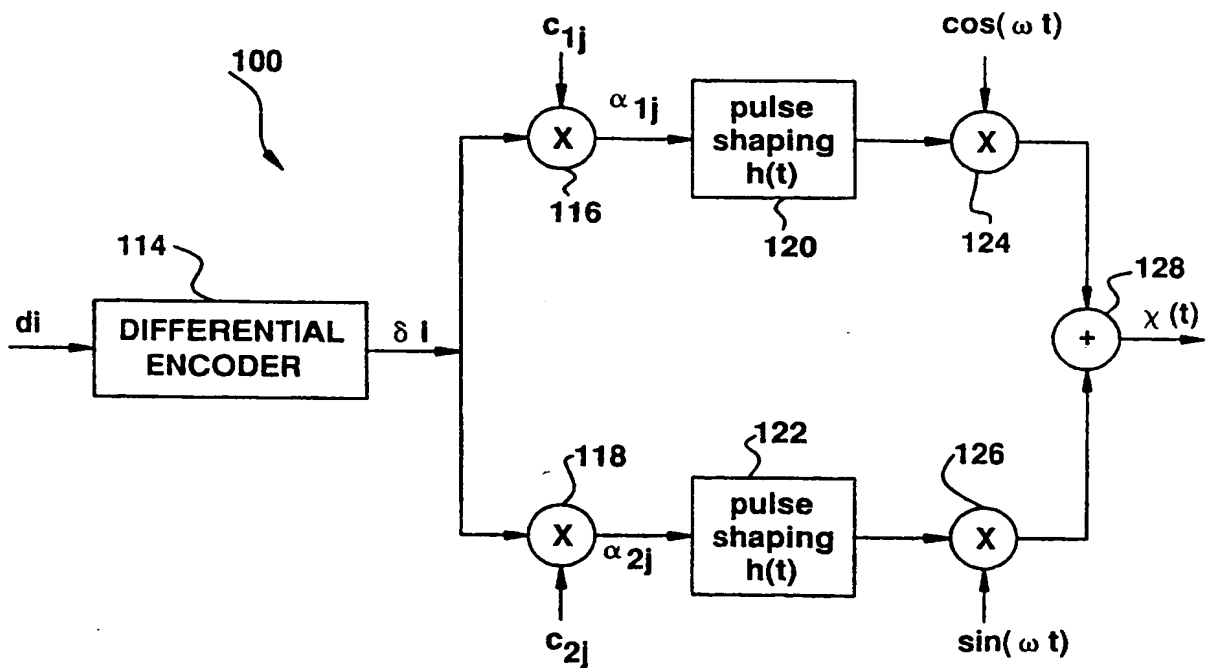 100
c1j
cos( ω t)
α 1j
pulse
shaping
h(t)
X
X
116
120
124
114
128
di
DIFFERENTIAL
ENCODER
δ i
+
χ (t)
118
122
126
X
α2j
pulse
shaping
h(t)
X
c2j
sin( ω t)